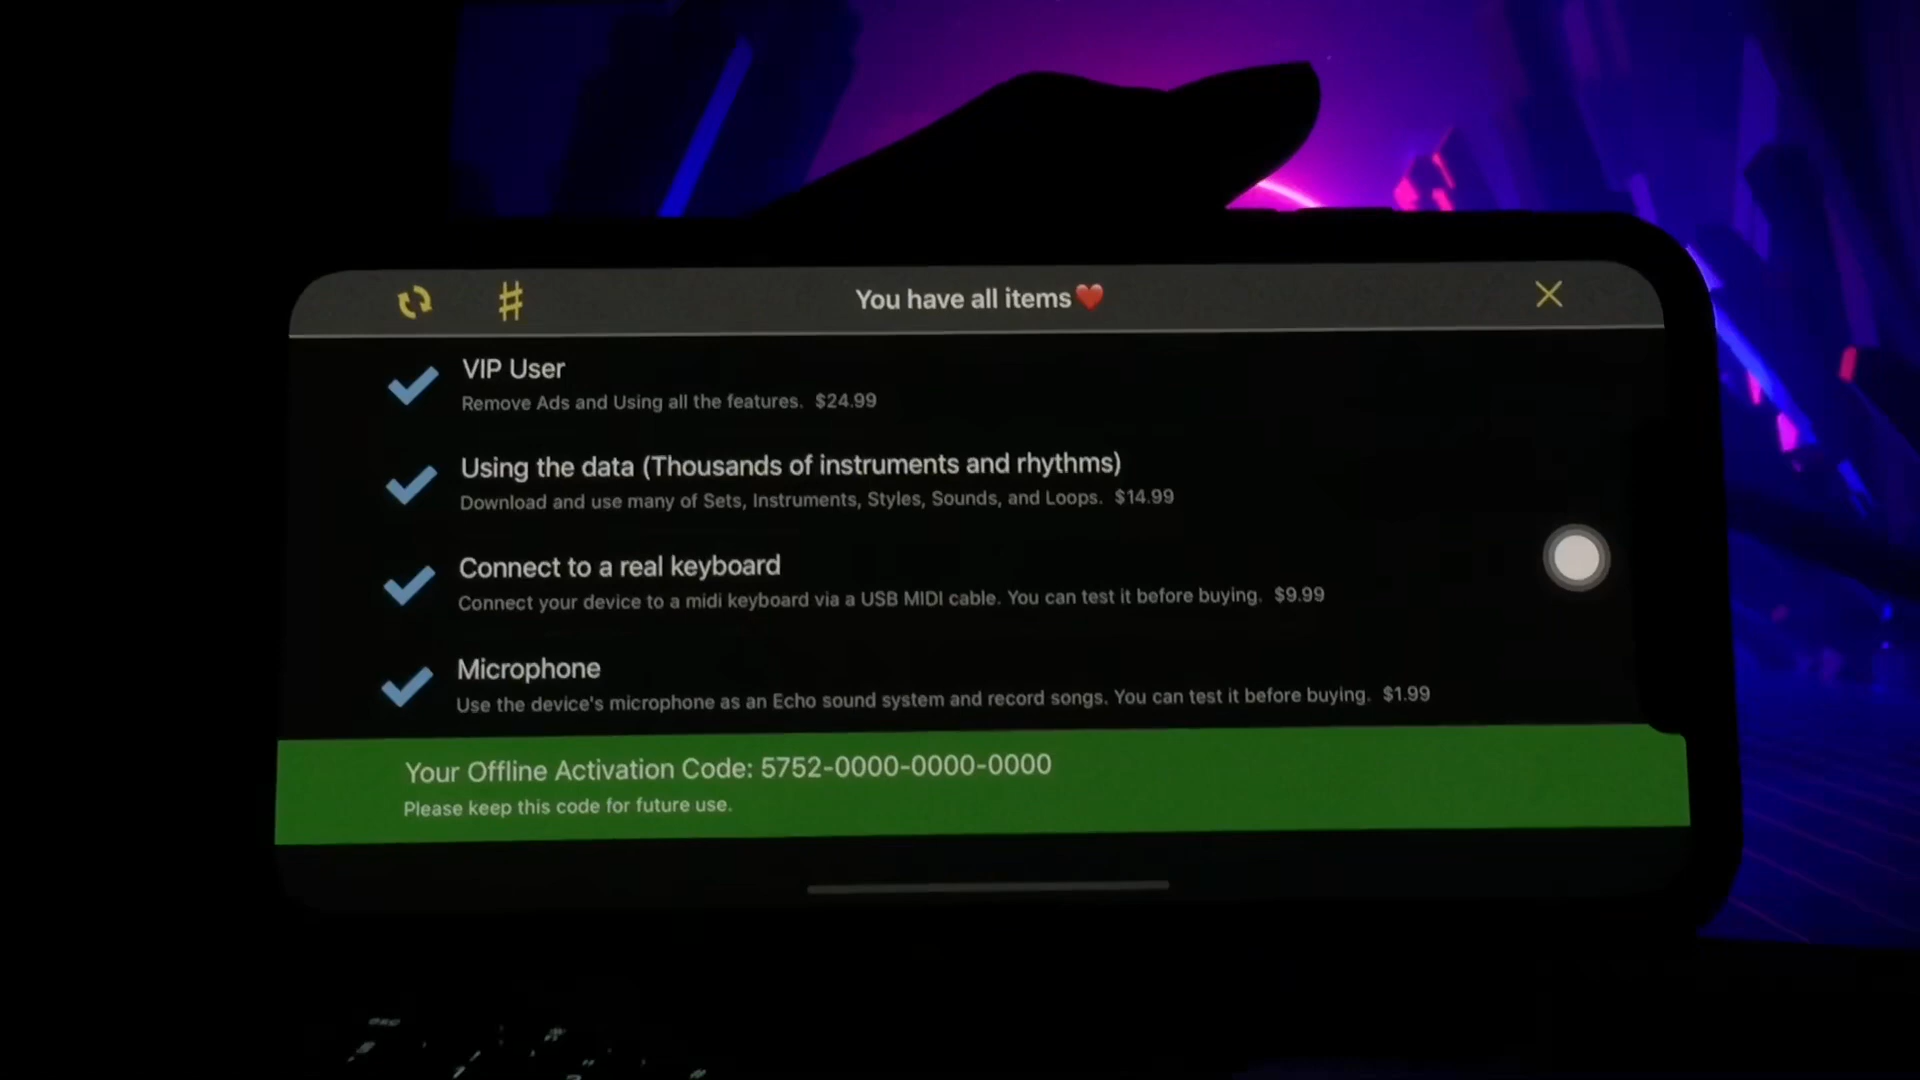 You have all items❤️
VIP User
Remove Ads and Using all the features. $24.99
Using the data (Thousands of instruments and rhythms)
Download and use many of Sets, Instruments, Styles, Sounds, and Loops. $14.99
Connect to a real keyboard
Connect your device to a midi keyboard via a USB MIDI cable. You can test it before buying. $9.99
Microphone
Use the device's microphone as an Echo sound system and record songs. You can test it before buying. $1.99
Your Offline Activation Code: 5752-0000-0000-0000
Please keep this code for future use.